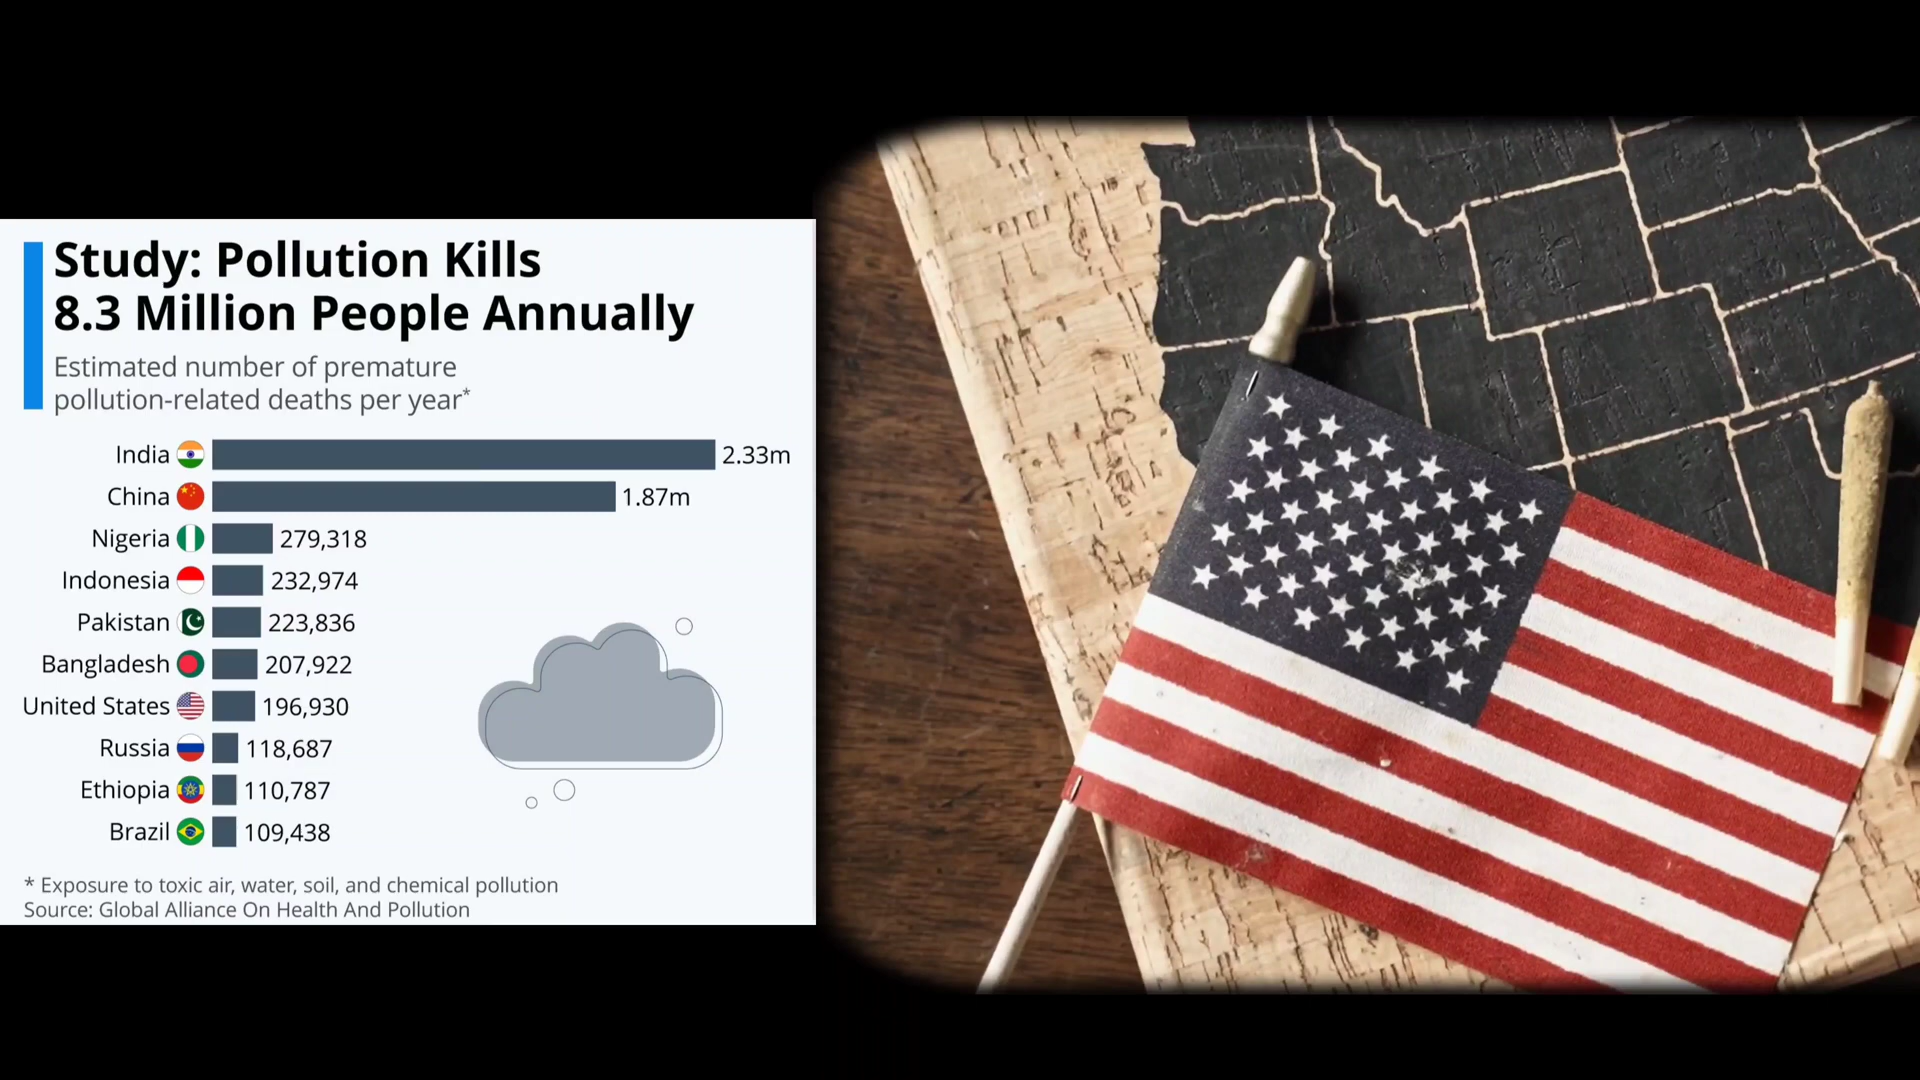 Study: Pollution Kills
8.3 Million People Annually
Estimated number of premature
pollution-related deaths per year*
India 2.33m
China 1.87m
Nigeria 279,318
Indonesia 232,974
Pakistan 223,836
Bangladesh 207,922
United States 196,930
Russia 118,687
Ethiopia 110,787
Brazil 109,438
* Exposure to toxic air, water, soil, and chemical pollution
Source: Global Alliance On Health And Pollution